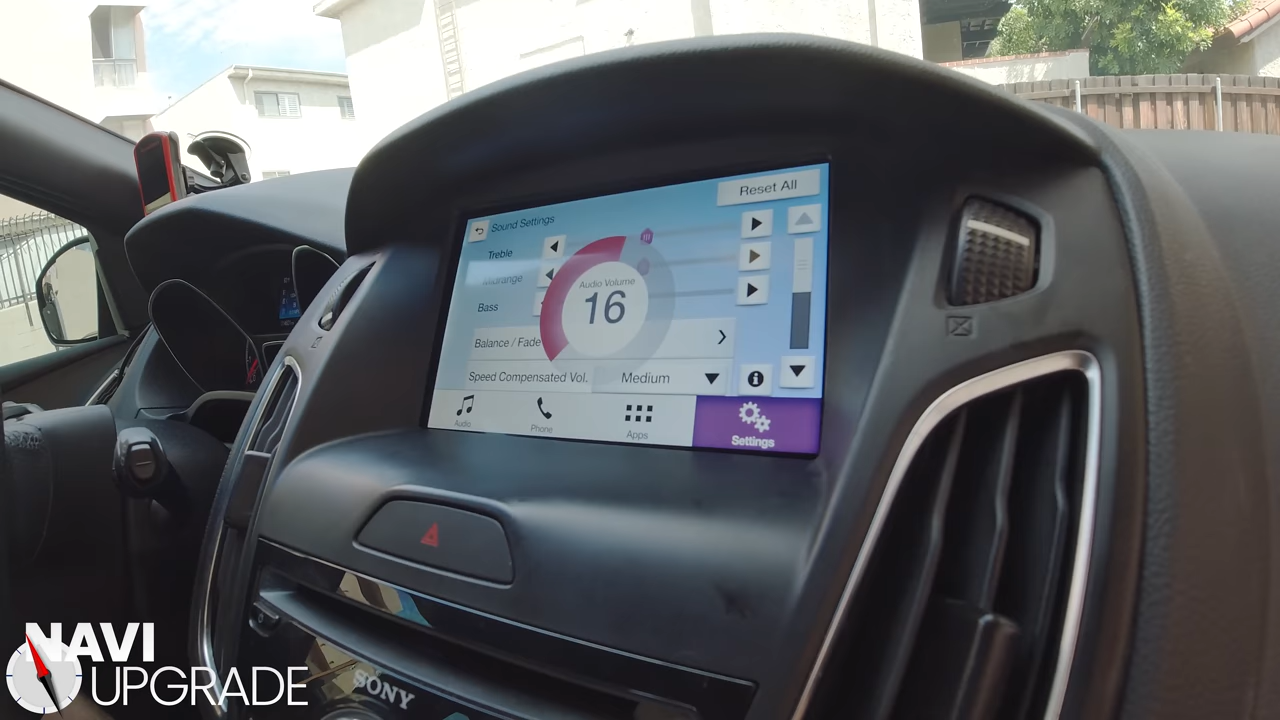 Reset All
Sound Settings
Treble
Midrange
Audio Volume
16
Bass
Balance / Fade
Speed Compensated Vol.
Medium
Audio
Phone
Apps
Settings
SONY
NAVI
UPGRADE